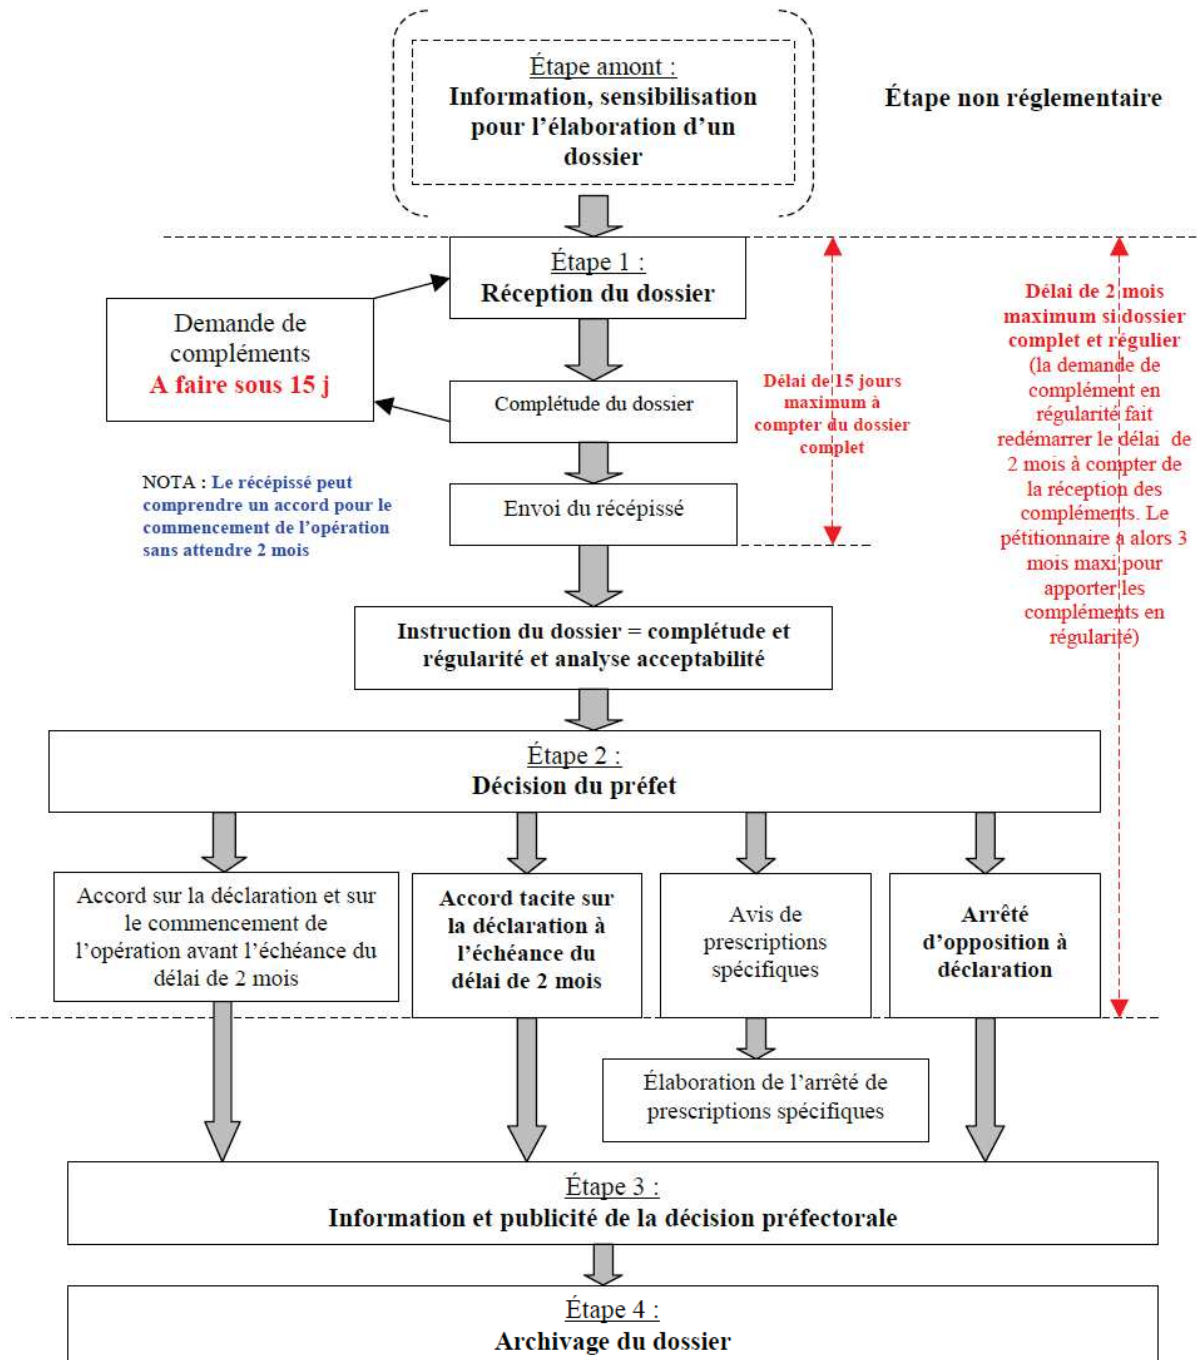 Étape amont :
Information, sensibilisation
pour l’élaboration d’un
dossier
Étape non réglementaire
Étape 1 :
Réception du dossier
Demande de
compléments
A faire sous 15 j
Complétude du dossier
Délai de 15 jours
maximum à
compter du dossier
complet
Délai de 2 mois
maximum si dossier
complet et régulier
(la demande de
complément en
régularité fait
redémarrer le délai de
2 mois à compter de
la réception des
compléments. Le
pétitionnaire a alors 3
mois maxi pour
apporter les
compléments en
régularité)
NOTA : Le récépissé peut
comprendre un accord pour le
commencement de l’opération
sans attendre 2 mois
Envoi du récépissé
Instruction du dossier = complétude et
régularité et analyse acceptabilité
Étape 2 :
Décision du préfet
Accord sur la déclaration et sur
le commencement de
l’opération avant l’échéance du
délai de 2 mois
Accord tacite sur
la déclaration à
l’échéance du
délai de 2 mois
Avis de
prescriptions
spécifiques
Arrêté
d’opposition à
déclaration
Élaboration de l’arrêté de
prescriptions spécifiques
Étape 3 :
Information et publicité de la décision préfectorale
Étape 4 :
Archivage du dossier